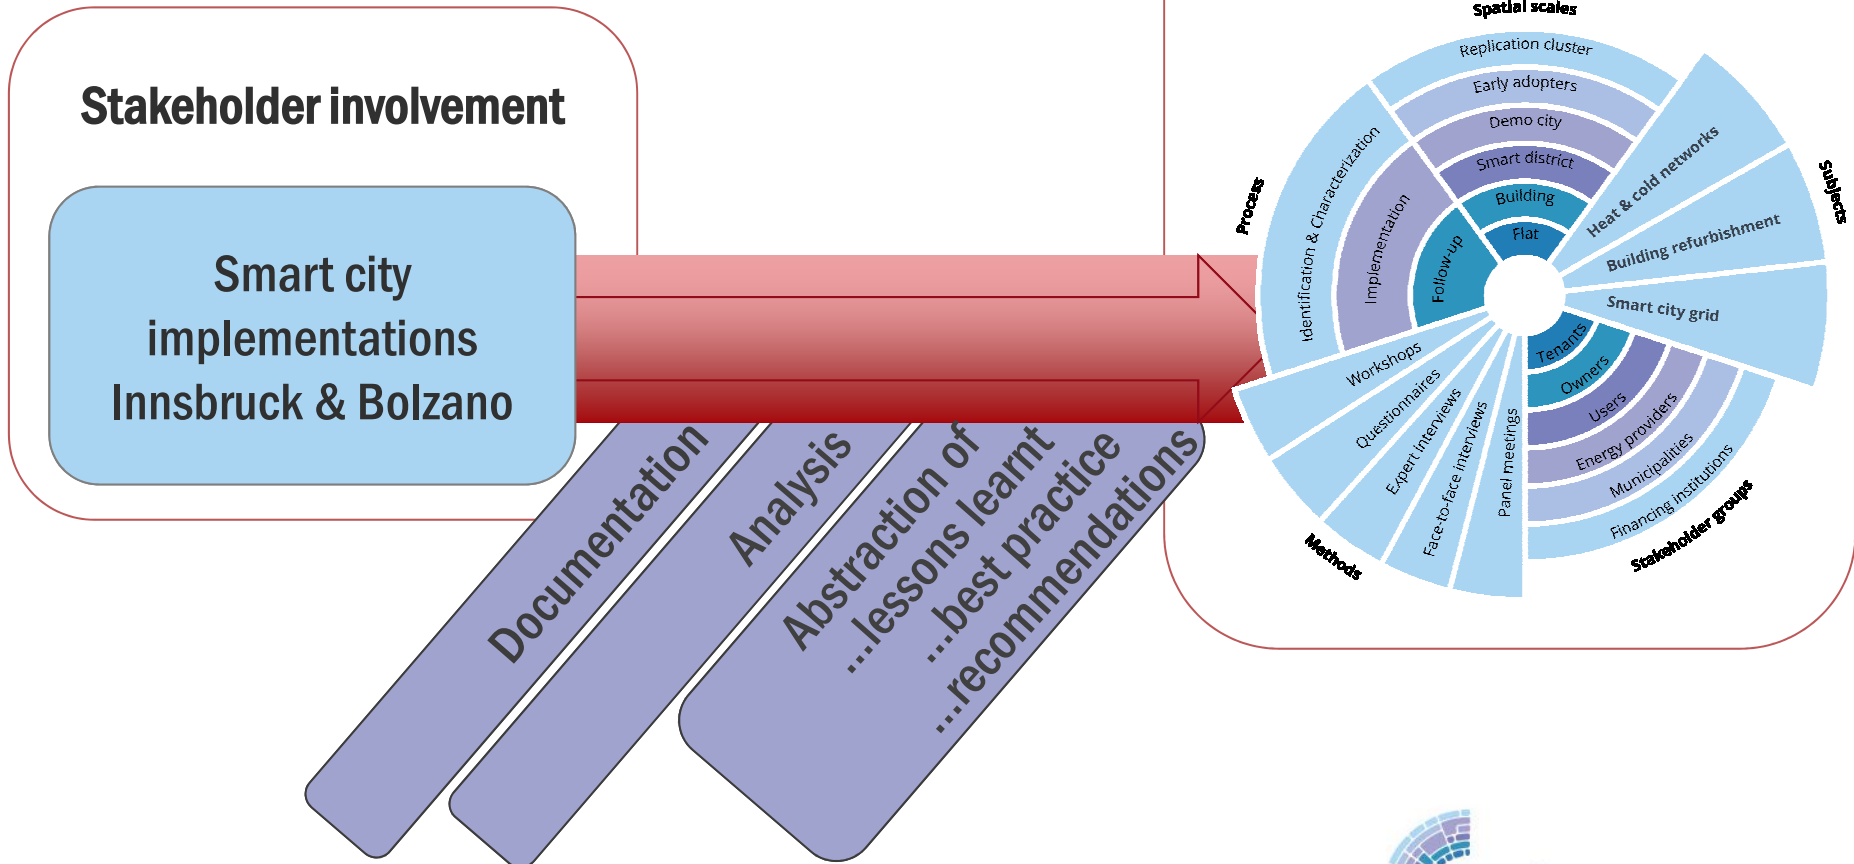 Stakeholder involvement
Smart city
implementations
Innsbruck & Bolzano
Documentation
Analysis
Abstraction of
...lessons learnt
...best practice
...recommendations
Spatial scales
Replication cluster
Early adopters
Demo city
Smart district
Building
Flat
Subjects
Heat & cold networks
Building refurbishment
Smart city grid
Stakeholder groups
Tenants
Owners
Users
Energy providers
Municipalities
Financing institutions
Methods
Workshops
Questionnaires
Expert interviews
Face-to-face interviews
Panel meetings
Process
Identification & Characterization
Implementation
Follow-up